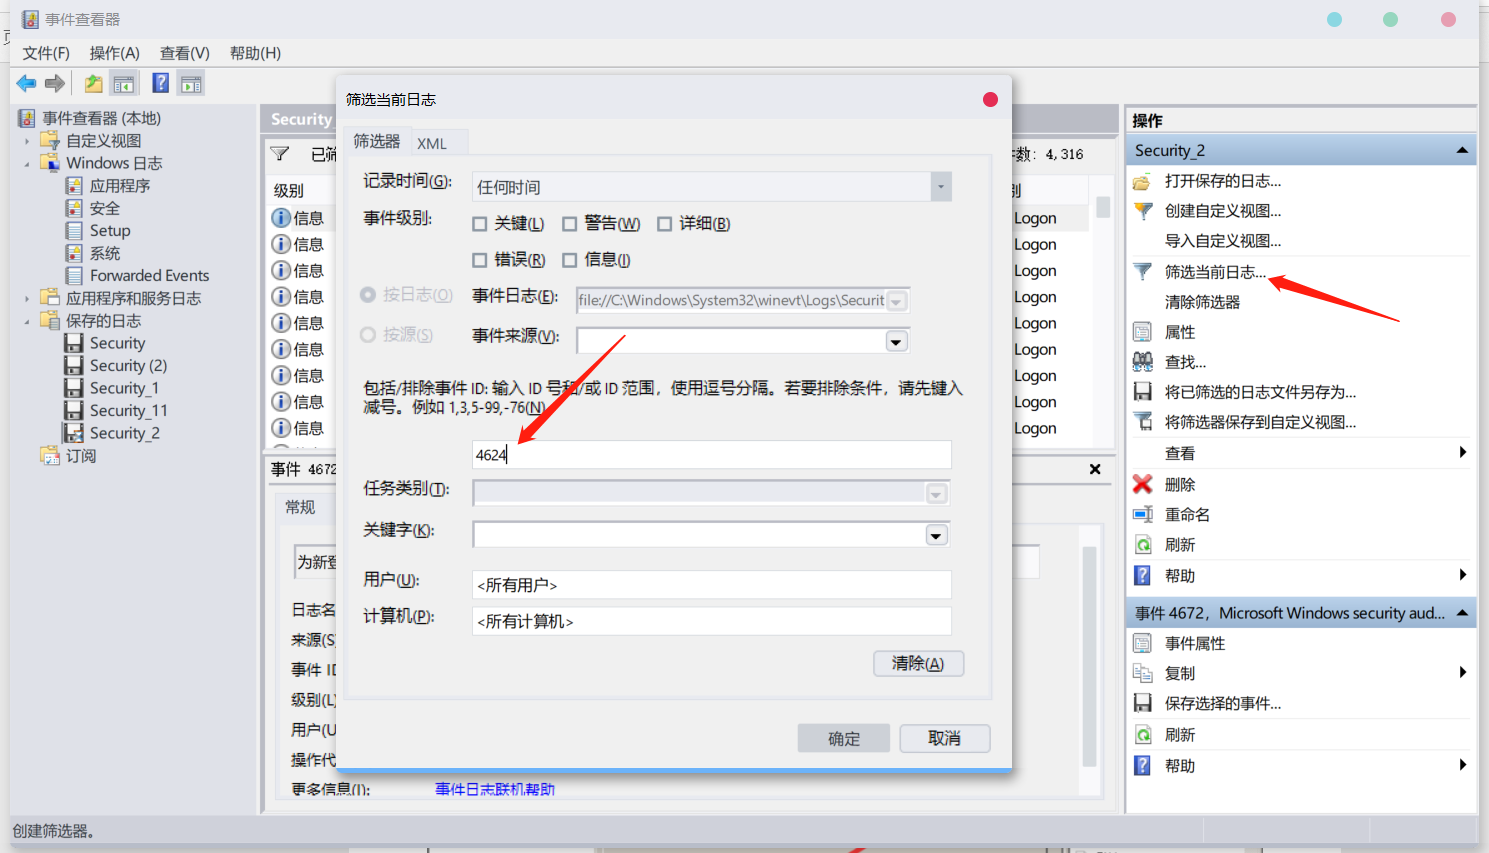 事件查看器
文件(F) 操作(A) 查看(V) 帮助(H)
事件查看器 (本地)
自定义视图
Windows 日志
应用程序
安全
Setup
系统
Forwarded Events
应用程序和服务日志
保存的日志
Security
Security (2)
Security_1
Security_11
Security_2
订阅
Security
数: 4,316
级别
信息 Logon
信息 Logon
信息 Logon
信息 Logon
信息 Logon
信息 Logon
信息 Logon
信息 Logon
信息 Logon
事件 4672
常规
为新登
日志名
来源(S
事件 ID
级别(L)
用户(U
操作代
更多信息(I): 事件日志联机帮助
筛选当前日志
筛选器 XML
记录时间(G): 任何时间
事件级别: 关键(L) 警告(W) 详细(B)
错误(R) 信息(I)
按日志(O) 事件日志(E): file://C:\Windows\System32\winevt\Logs\Securit
按源(S) 事件来源(V):
包括/排除事件 ID: 输入 ID 号和/或 ID 范围，使用逗号分隔。若要排除条件，请先键入
减号。例如 1,3,5-99,-76(N)
4624
任务类别(T):
关键字(K):
用户(U): <所有用户>
计算机(P): <所有计算机>
清除(A)
确定 取消
操作
Security_2
打开保存的日志...
创建自定义视图...
导入自定义视图...
筛选当前日志...
清除筛选器
属性
查找...
将已筛选的日志文件另存为...
将筛选器保存到自定义视图...
查看
删除
重命名
刷新
帮助
事件 4672，Microsoft Windows security aud...
事件属性
复制
保存选择的事件...
刷新
帮助
创建筛选器。